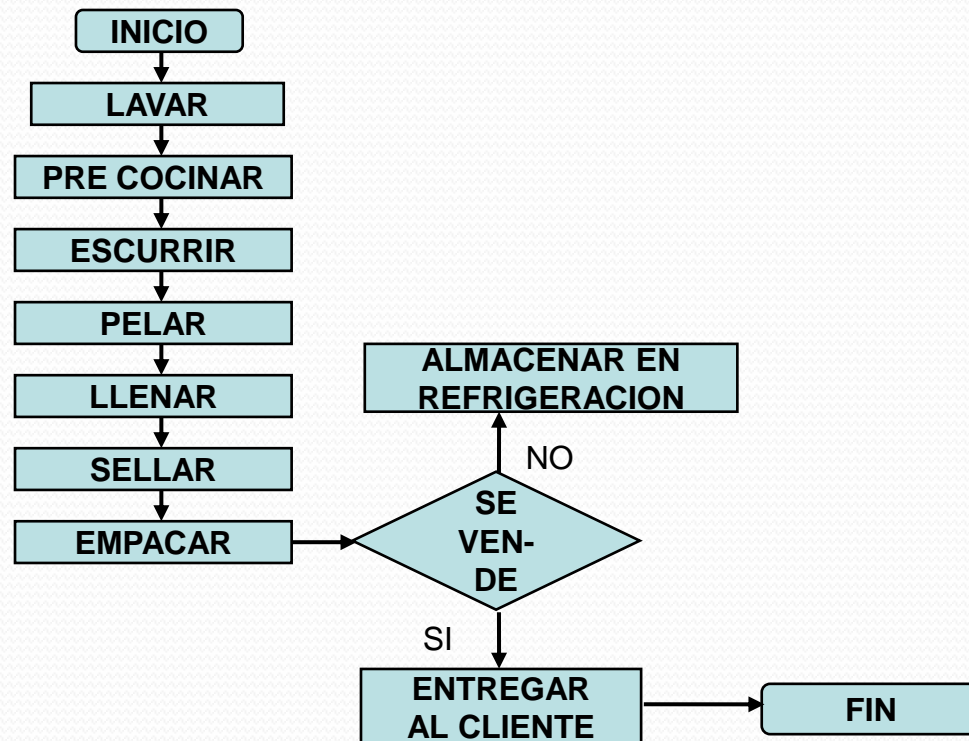 INICIO
LAVAR
PRE COCINAR
ESCURRIR
PELAR
LLENAR
SELLAR
EMPACAR
ALMACENAR EN
REFRIGERACION
NO
SE
VEN-
DE
SI
ENTREGAR
AL CLIENTE
FIN